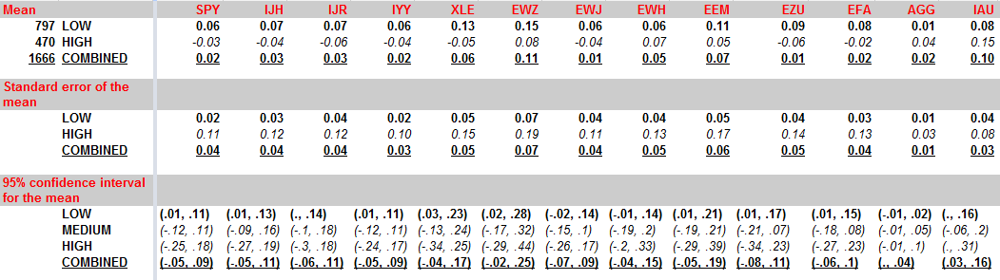 Mean SPY IJH IJR IYY XLE EWZ EWJ EWH EEM EZU EFA AGG IAU
797 LOW 0.06 0.07 0.07 0.06 0.13 0.15 0.06 0.06 0.11 0.09 0.08 0.01 0.08
470 HIGH -0.03 -0.04 -0.06 -0.04 -0.05 0.08 -0.04 0.07 0.05 -0.06 -0.02 0.04 0.15
1666 COMBINED 0.02 0.03 0.03 0.02 0.06 0.11 0.01 0.05 0.07 0.01 0.02 0.02 0.10
Standard error of the
mean
LOW 0.02 0.03 0.04 0.02 0.05 0.07 0.04 0.04 0.05 0.04 0.03 0.01 0.04
HIGH 0.11 0.12 0.12 0.10 0.15 0.19 0.11 0.13 0.17 0.14 0.13 0.03 0.08
COMBINED 0.04 0.04 0.04 0.03 0.05 0.07 0.04 0.05 0.06 0.05 0.04 0.01 0.03
95% confidence interval
for the mean
LOW (.01, .11) (.01, .13) (., .14) (.01, .11) (.03, .23) (.02, .28) (-.02, .14) (-.01, .14) (.01, .21) (.01, .17) (.01, .15) (-.01, .02) (., .16)
MEDIUM (-.12, .11) (-.09, .16) (-.1, .18) (-.12, .11) (-.13, .24) (-.17, .32) (-.15, .1) (-.19, .2) (-.19, .21) (-.21, .07) (-.18, .08) (-.01, .05) (-.06, .2)
HIGH (-.25, .18) (-.27, .19) (-.3, .18) (-.24, .17) (-.34, .25) (-.29, .44) (-.26, .17) (-.2, .33) (-.29, .39) (-.34, .23) (-.27, .23) (-.01, .1) (., .31)
COMBINED (-.05, .09) (-.05, .11) (-.06, .11) (-.05, .09) (-.04, .17) (-.02, .25) (-.07, .09) (-.04, .15) (-.05, .19) (-.08, .11) (-.06, .1) (., .04) (.03, .16)